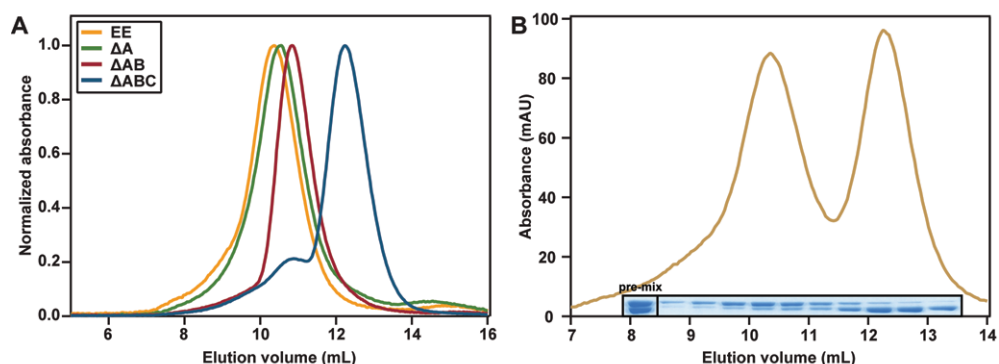 A
EE
ΔA
ΔAB
ΔABC
Normalized absorbance
1.0
0.8
0.6
0.4
0.2
0.0
6
8
10
12
14
16
Elution volume (mL)
B
Absorbance (mAU)
100
80
60
40
20
0
pre-mix
7
8
9
10
11
12
13
14
Elution volume (mL)